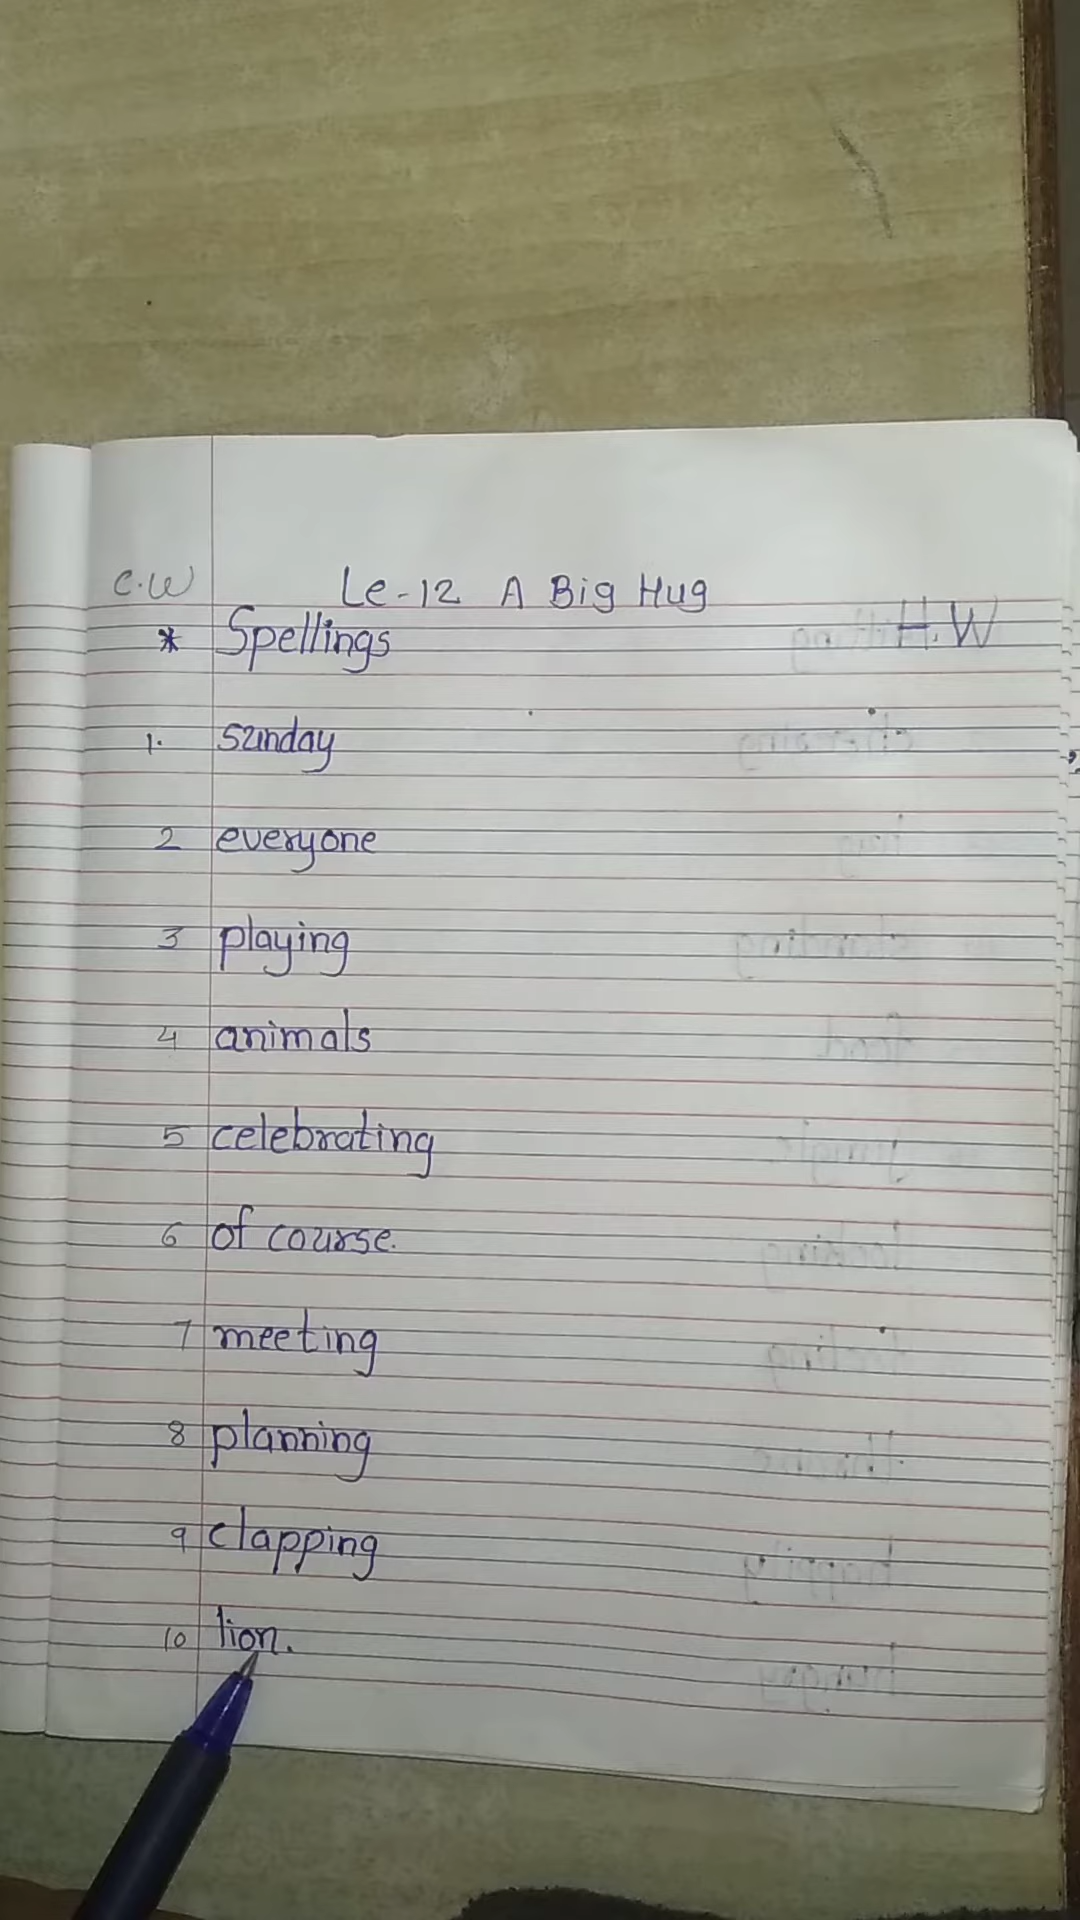 C.W
Le-12 A Big Hug
H.W
* Spellings
1. sunday
2 everyone
3 playing
4 animals
5 celebrating
6 of course.
7 meeting
8 planning
9 clapping
10 lion.